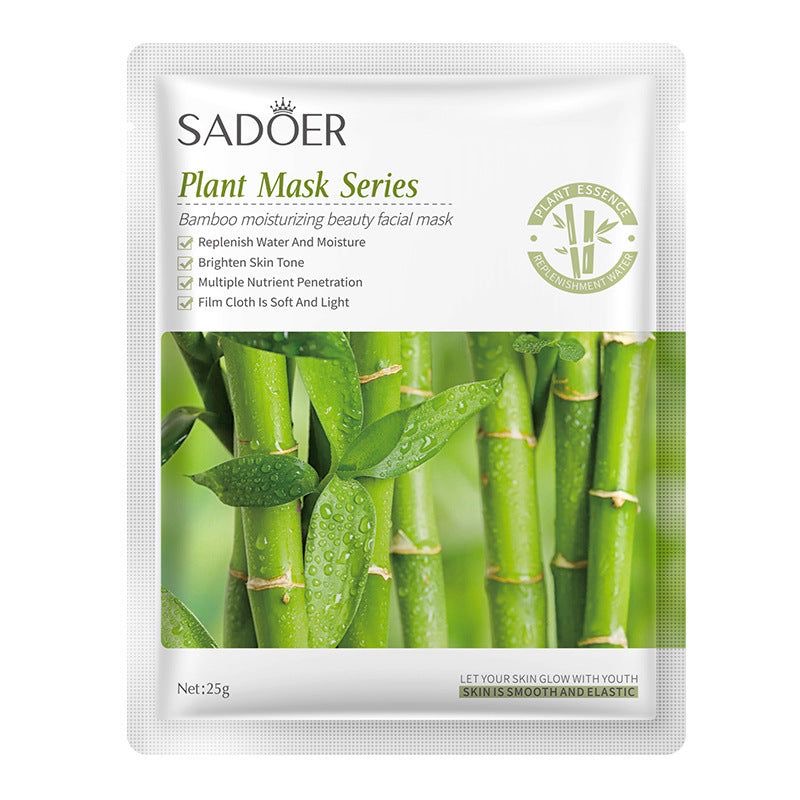 SADOER
Plant Mask Series
Bamboo moisturizing beauty facial mask
Replenish Water And Moisture
Brighten Skin Tone
Multiple Nutrient Penetration
Film Cloth Is Soft And Light
PLANT ESSENCE
REPLENISHMENT WATER
Net:25g
LET YOUR SKIN GLOW WITH YOUTH
SKIN IS SMOOTH AND ELASTIC